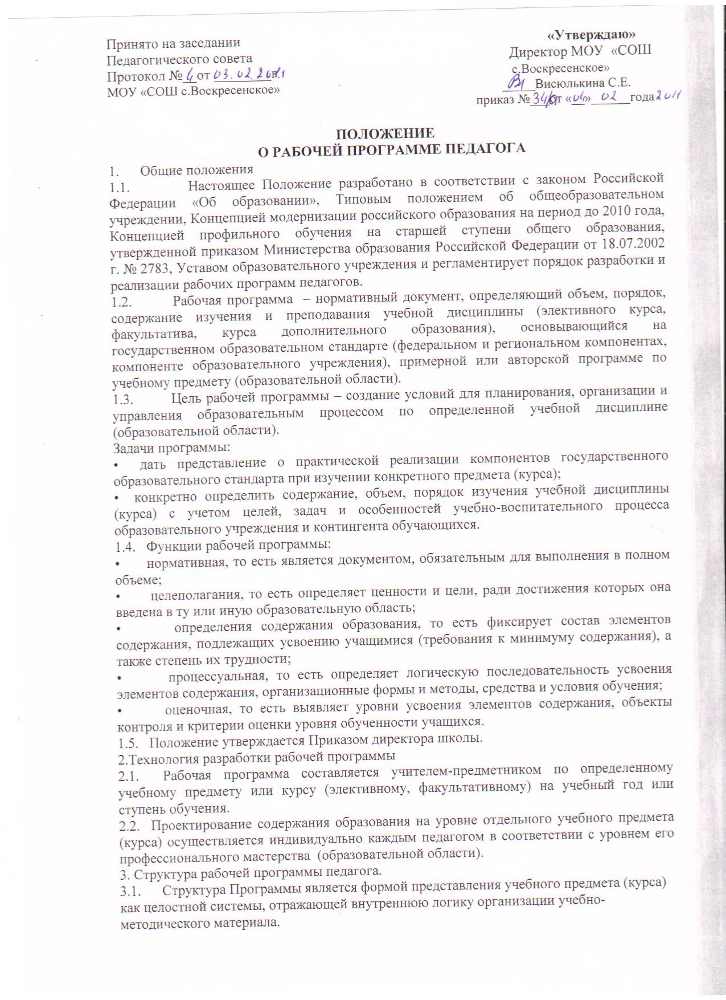 Принято на заседании
Педагогического совета
Протокол № 4 от 03.02.2011 г.
МОУ «СОШ с.Воскресенское»
«Утверждаю»
Директор МОУ «СОШ
с.Воскресенское»
Висюлькина С.Е.
приказ № 34/6 от «04» 02 года 2011
ПОЛОЖЕНИЕ
О РАБОЧЕЙ ПРОГРАММЕ ПЕДАГОГА
1. Общие положения
1.1. Настоящее Положение разработано в соответствии с законом Российской
Федерации «Об образовании», Типовым положением об общеобразовательном
учреждении, Концепцией модернизации российского образования на период до 2010 года,
Концепцией профильного обучения на старшей ступени общего образования,
утвержденной приказом Министерства образования Российской Федерации от 18.07.2002
г. № 2783, Уставом образовательного учреждения и регламентирует порядок разработки и
реализации рабочих программ педагогов.
1.2. Рабочая программа – нормативный документ, определяющий объем, порядок,
содержание изучения и преподавания учебной дисциплины (элективного курса,
факультатива, курса дополнительного образования), основывающийся на
государственном образовательном стандарте (федеральном и региональном компонентах,
компоненте образовательного учреждения), примерной или авторской программе по
учебному предмету (образовательной области).
1.3. Цель рабочей программы – создание условий для планирования, организации и
управления образовательным процессом по определенной учебной дисциплине
(образовательной области).
Задачи программы:
• дать представление о практической реализации компонентов государственного
образовательного стандарта при изучении конкретного предмета (курса);
• конкретно определить содержание, объем, порядок изучения учебной дисциплины
(курса) с учетом целей, задач и особенностей учебно-воспитательного процесса
образовательного учреждения и контингента обучающихся.
1.4. Функции рабочей программы:
• нормативная, то есть является документом, обязательным для выполнения в полном
объеме;
• целеполагания, то есть определяет ценности и цели, ради достижения которых она
введена в ту или иную образовательную область;
• определения содержания образования, то есть фиксирует состав элементов
содержания, подлежащих усвоению учащимися (требования к минимуму содержания), а
также степень их трудности;
• процессуальная, то есть определяет логическую последовательность усвоения
элементов содержания, организационные формы и методы, средства и условия обучения;
• оценочная, то есть выявляет уровни усвоения элементов содержания, объекты
контроля и критерии оценки уровня обученности учащихся.
1.5. Положение утверждается Приказом директора школы.
2.Технология разработки рабочей программы
2.1. Рабочая программа составляется учителем-предметником по определенному
учебному предмету или курсу (элективному, факультативному) на учебный год или
ступень обучения.
2.2. Проектирование содержания образования на уровне отдельного учебного предмета
(курса) осуществляется индивидуально каждым педагогом в соответствии с уровнем его
профессионального мастерства (образовательной области).
3. Структура рабочей программы педагога.
3.1. Структура Программы является формой представления учебного предмета (курса)
как целостной системы, отражающей внутреннюю логику организации учебно-
методического материала.